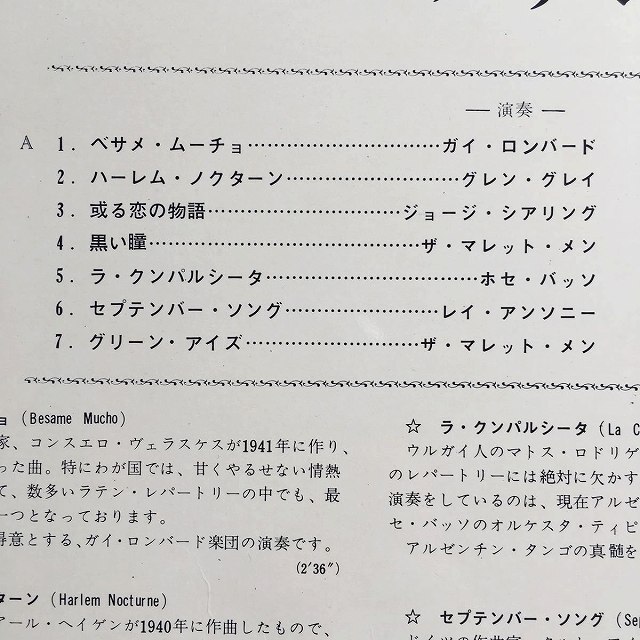 — 演奏 —
A 1. ベサメ・ムーチョ……………………ガイ・ロンバード
2. ハーレム・ノクターン……………………グレン・グレイ
3. 或る恋の物語……………………ジョージ・シアリング
4. 黒い瞳……………………ザ・マレット・メン
5. ラ・クンパルシータ……………………ホセ・バッソ
6. セプテンバー・ソング……………………レイ・アンソニー
7. グリーン・アイズ……………………ザ・マレット・メン
ョ (Besame Mucho)
家、コンスエロ・ヴェラスケスが1941年に作り、
った曲。特にわが国では、甘くやるせない情熱
て、数多いラテン・レパートリーの中でも、最
一つとなっております。
得意とする、ガイ・ロンバード楽団の演奏です。
(2′36″)
ターン (Harlem Nocturne)
アール・ヘイゲンが1940年に作曲したもので、
☆ ラ・クンパルシータ (La C
ウルガイ人のマトス・ロドリゲ
のレパートリーには絶対に欠かす
演奏をしているのは、現在アルゼ
セ・バッソのオルケスタ・ティピ
アルゼンチン・タンゴの真髄を
☆ セプテンバー・ソング (Se